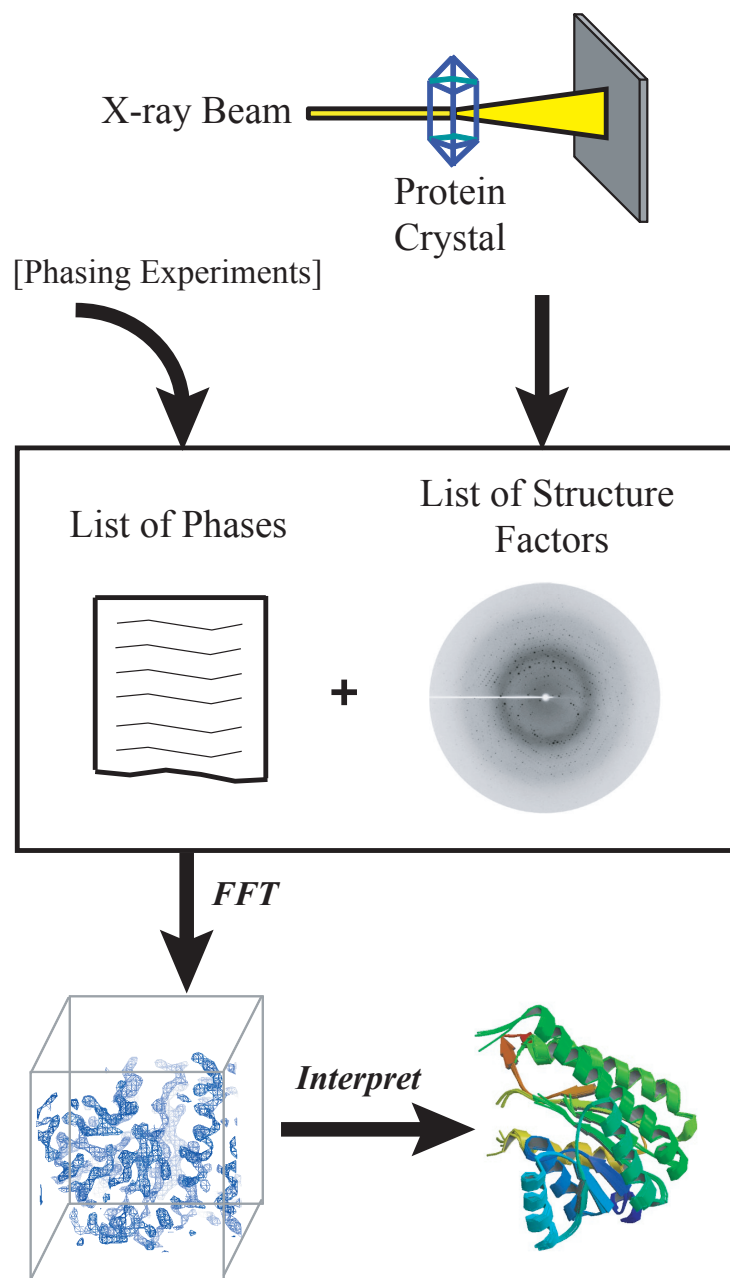 X-ray Beam
Protein
Crystal
[Phasing Experiments]
List of Phases
List of Structure
Factors
+
FFT
Interpret